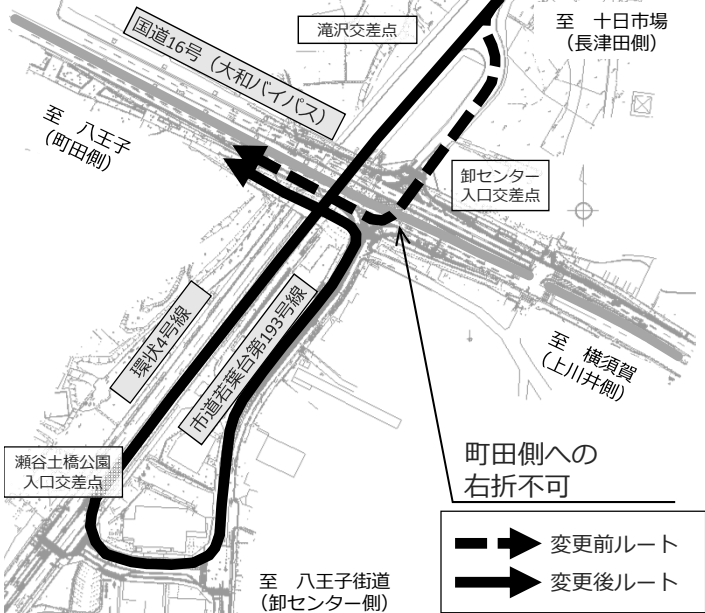 滝沢交差点
至 十日市場
（長津田側）
国道16号（大和バイパス）
至 八王子
（町田側）
卸センター
入口交差点
環状4号線
市道若葉台第193号線
至 横須賀
（上川井側）
瀬谷土橋公園
入口交差点
町田側への
右折不可
変更前ルート
変更後ルート
至 八王子街道
（卸センター側）